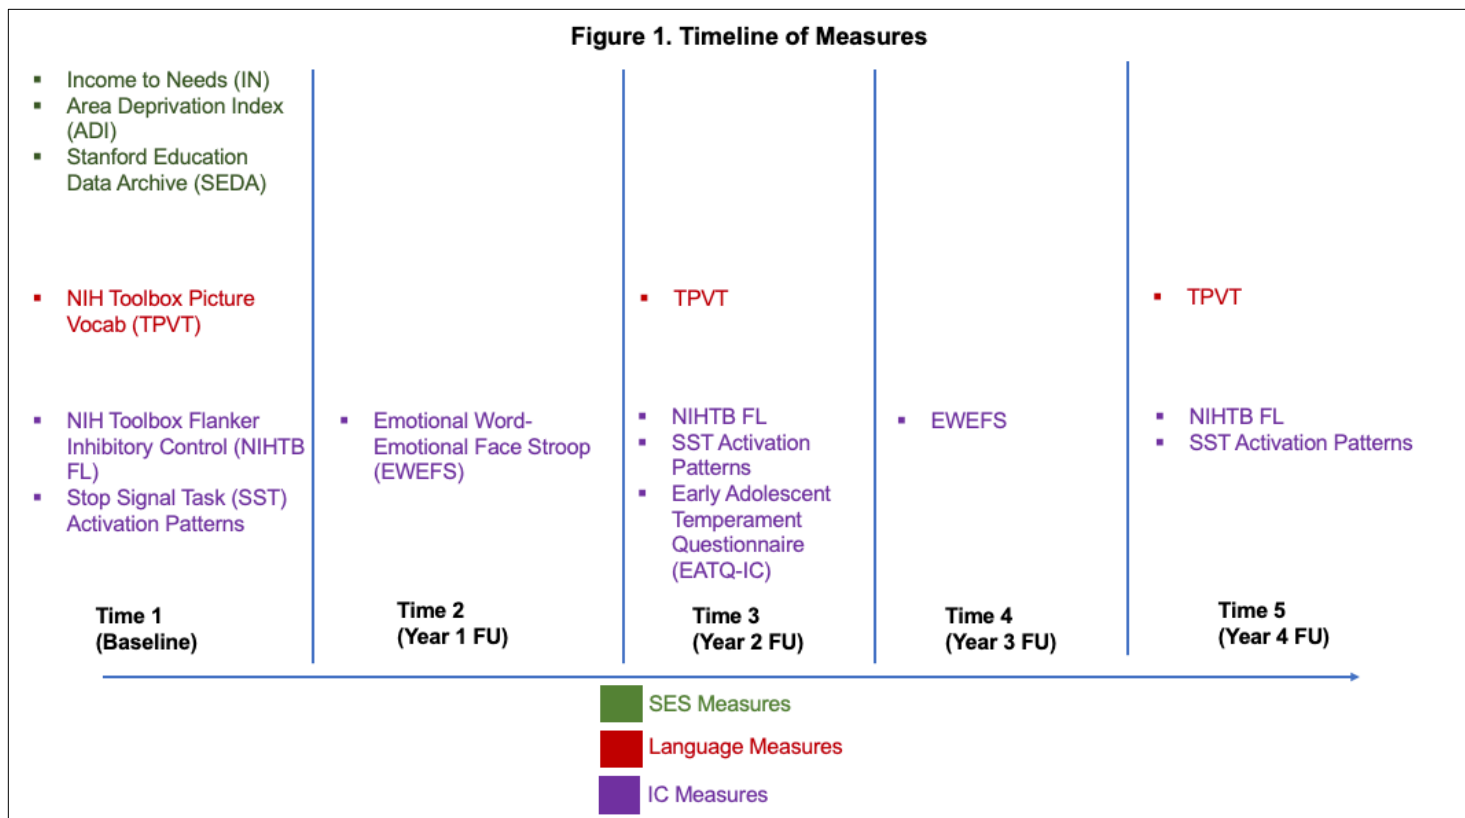 Figure 1. Timeline of Measures
▪ Income to Needs (IN)
▪ Area Deprivation Index
(ADI)
▪ Stanford Education
Data Archive (SEDA)
▪ NIH Toolbox Picture
Vocab (TPVT)
▪ TPVT
▪ TPVT
▪ NIH Toolbox Flanker
Inhibitory Control (NIHTB
FL)
▪ Stop Signal Task (SST)
Activation Patterns
▪ Emotional Word-
Emotional Face Stroop
(EWEFS)
▪ NIHTB FL
▪ SST Activation
Patterns
▪ Early Adolescent
Temperament
Questionnaire
(EATQ-IC)
▪ EWEFS
▪ NIHTB FL
▪ SST Activation Patterns
Time 1
(Baseline)
Time 2
(Year 1 FU)
Time 3
(Year 2 FU)
Time 4
(Year 3 FU)
Time 5
(Year 4 FU)
SES Measures
Language Measures
IC Measures